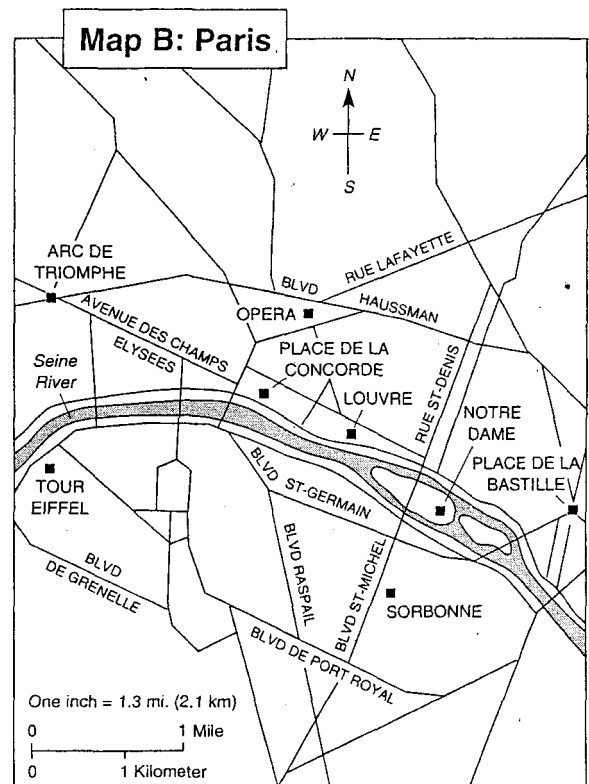 Map B: Paris
N
W
E
S
ARC DE
TRIOMPHE
BLVD
HAUSSMAN
RUE LAFAYETTE
OPERA
AVENUE DES CHAMPS
ELYSEES
PLACE DE LA
CONCORDE
Seine
River
LOUVRE
RUE ST-DENIS
NOTRE
DAME
PLACE DE LA
BASTILLE
TOUR
EIFFEL
BLVD ST-GERMAIN
BLVD
DE GRENELLE
BLVD RASPAIL
BLVD ST-MICHEL
SORBONNE
BLVD DE PORT ROYAL
One inch = 1.3 mi. (2.1 km)
0
1 Mile
0
1 Kilometer